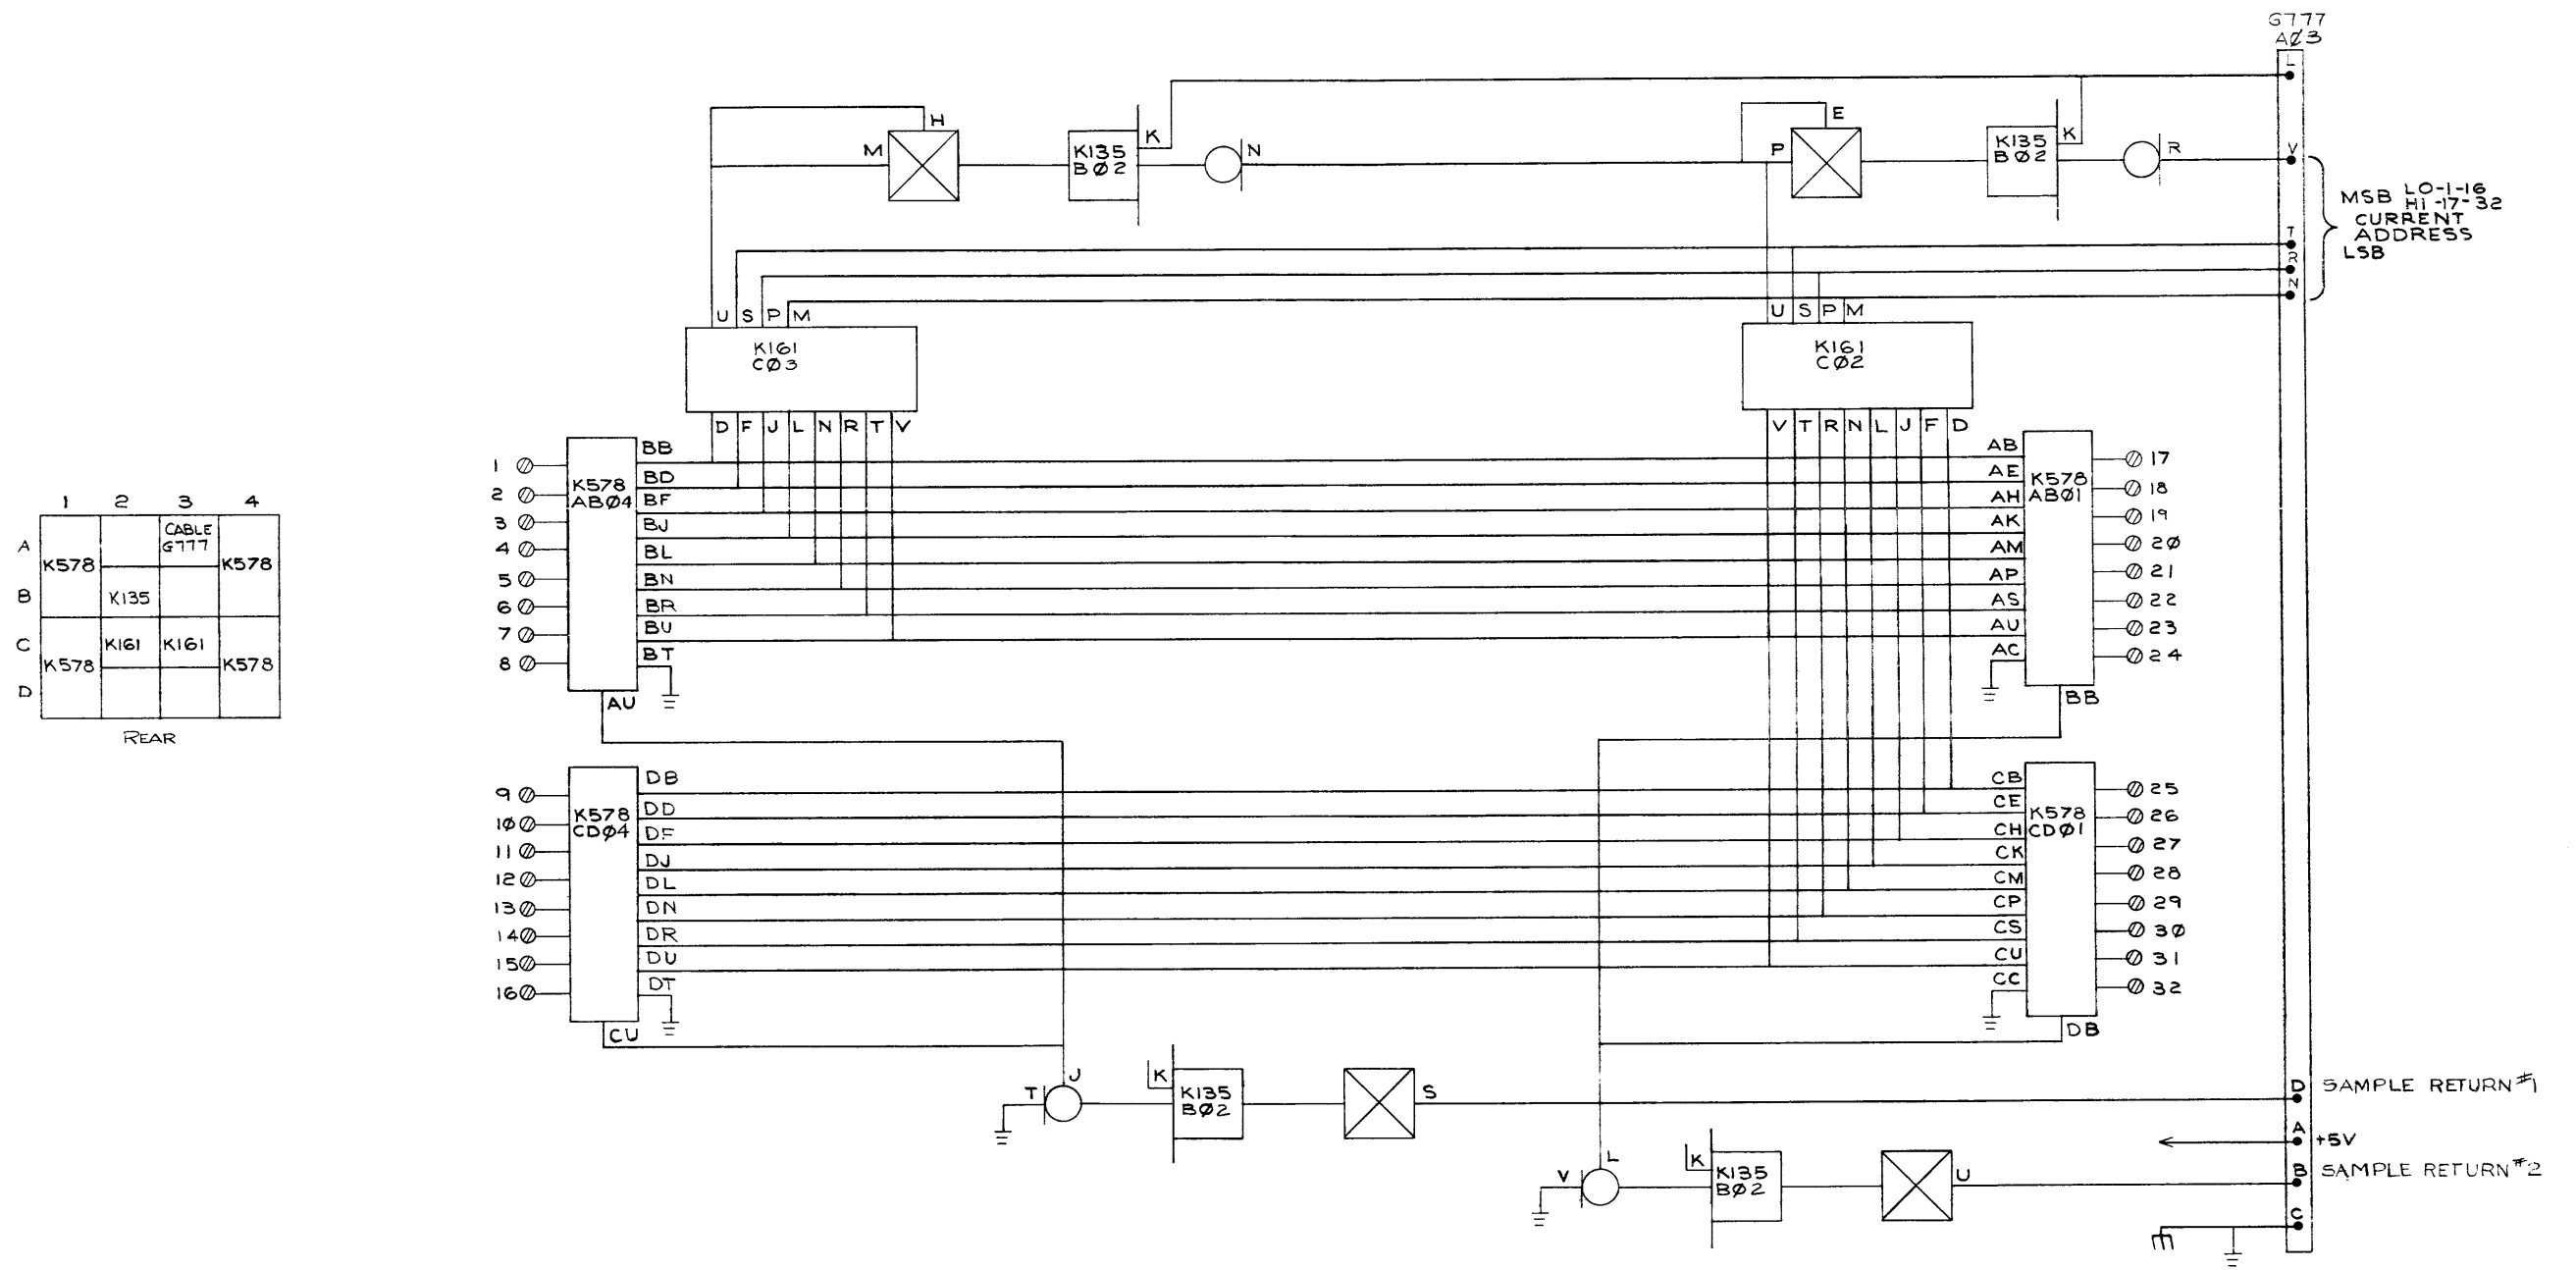 G777
AØ3
L
H
M
K135
BØ2
K
N
E
P
K135
BØ2
K
R
V
MSB LO-1-16
HI-17-32
CURRENT
ADDRESS
LSB
T
R
N
U S P M
K161
CØ3
D F J L N R T V
U S P M
K161
CØ2
V T R N L J F D
1 2 3 4
A B C D
K578
CABLE
G777
K578
K135
K578
K161
K161
K578
REAR
1
2
3
4
5
6
7
8
K578
ABØ4
BB
BD
BF
BJ
BL
BN
BR
BU
BT
AU
AB
AE
AH
AK
AM
AP
AS
AU
AC
K578
ABØ1
BB
17
18
19
2Ø
21
22
23
24
9
1Ø
11
12
13
14
15
16
K578
CDØ4
DB
DD
DF
DJ
DL
DN
DR
DU
DT
CU
CB
CE
CH
CK
CM
CP
CS
CU
CC
K578
CDØ1
DB
25
26
27
28
29
3Ø
31
32
T
J
K
K135
BØ2
S
D SAMPLE RETURN #1
A +5V
V
L
K
K135
BØ2
U
B SAMPLE RETURN #2
C